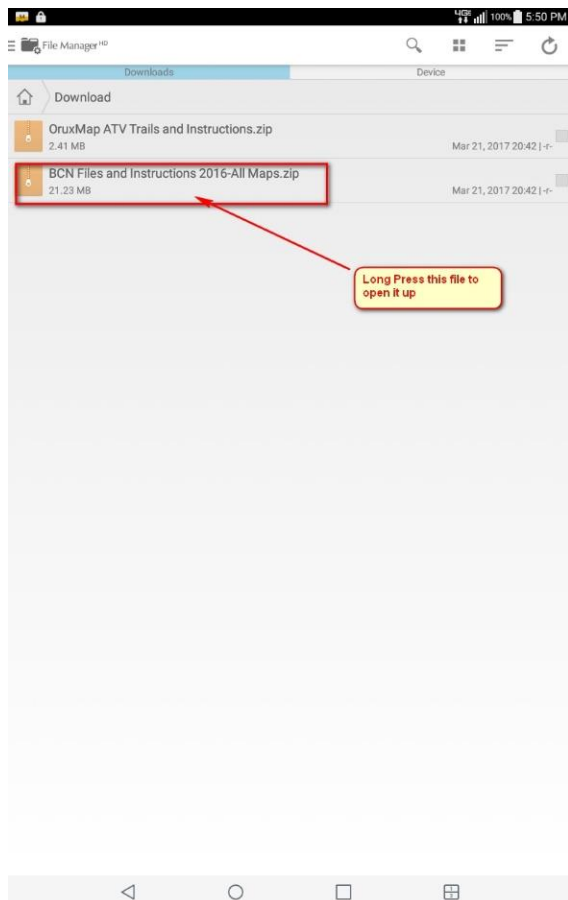 4G 100% 5:50 PM
File Manager HD
Downloads Device
Download
OruxMap ATV Trails and Instructions.zip
2.41 MB Mar 21, 2017 20:42 | -r-
BCN Files and Instructions 2016-All Maps.zip
21.23 MB Mar 21, 2017 20:42 | -r-
Long Press this file to
open it up